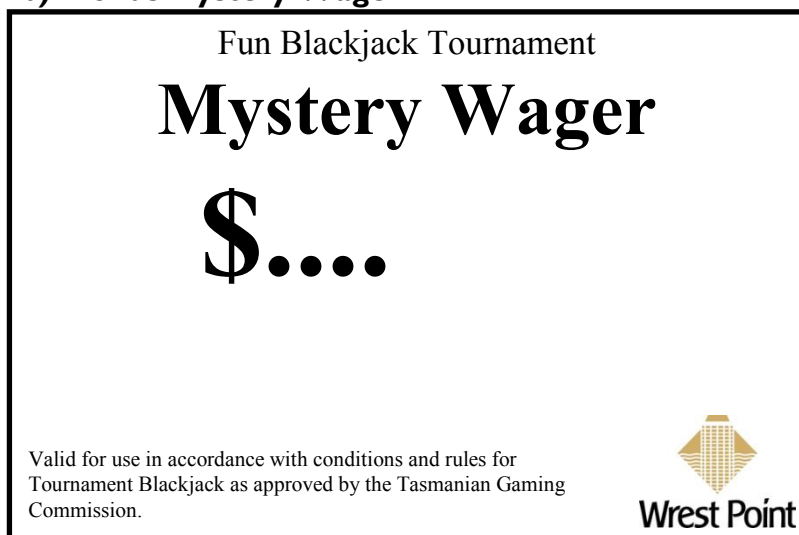 Fun Blackjack Tournament
Mystery Wager
$....
Valid for use in accordance with conditions and rules for
Tournament Blackjack as approved by the Tasmanian Gaming
Commission.
Wrest Point